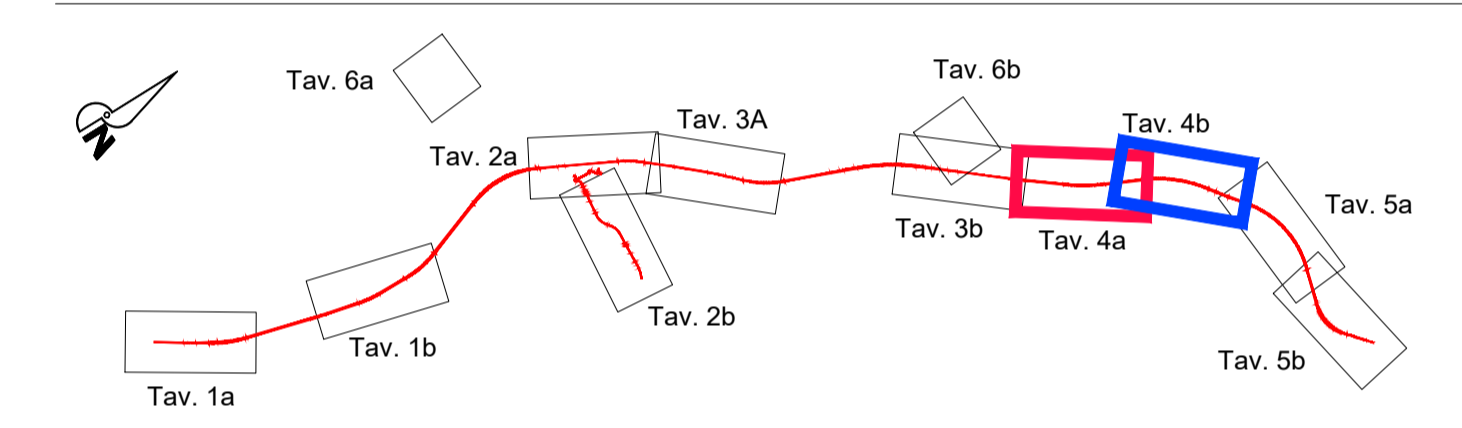 Tav. 6b
Tav. 6a
Tav. 3A
Tav. 4b
N
Tav. 2a
Tav. 5a
Tav. 3b
Tav. 4a
Tav. 2b
Tav. 1b
Tav. 5b
Tav. 1a